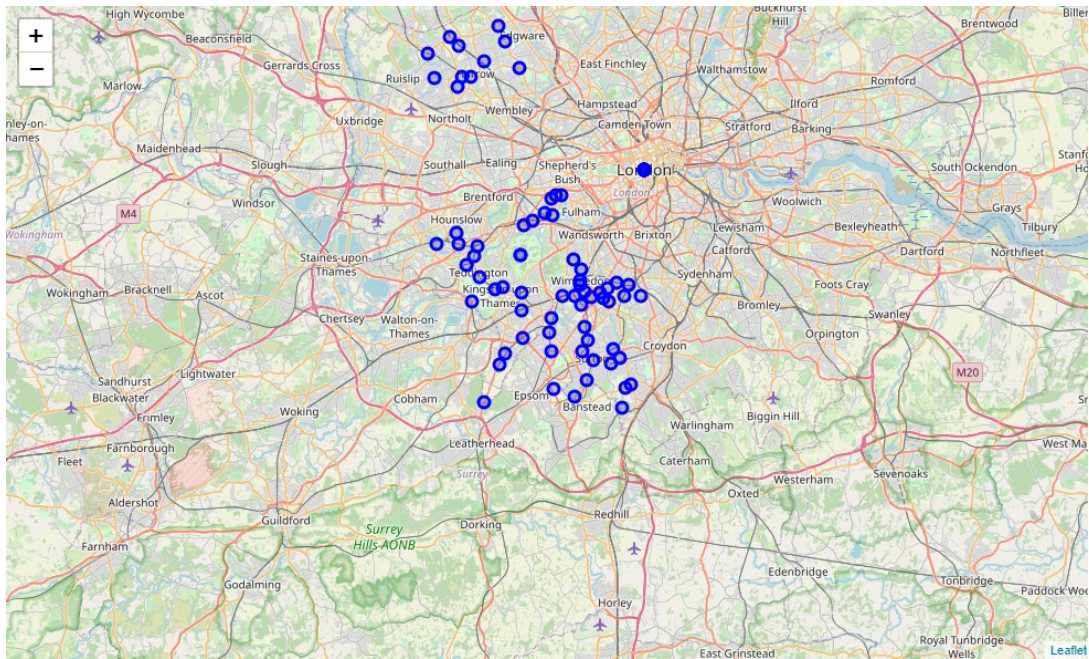 +
−
High Wycombe
Beaconsfield
Gerrards Cross
Marlow
Ruislip
East Finchley
Walthamstow
Romford
Brentwood
Buckhurst
Hill
Hampstead
Ilford
Wembley
Northolt
Uxbridge
Camden Town
Stratford
Barking
Maidenhead
Slough
Southall
Ealing
Shepherd's
Bush
London
London
South Ockendon
Windsor
Brentford
Fulham
Woolwich
Grays
Tilbury
M4
Wokingham
Hounslow
Wandsworth
Brixton
Lewisham
Catford
Bexleyheath
Dartford
Northfleet
Staines-upon-
Thames
Teddington
Wimbledon
Sydenham
Foots Cray
Wokingham
Bracknell
Ascot
Kingston upon
Thames
Bromley
Chertsey
Walton-on-
Thames
Swanley
Orpington
Croydon
Sutton
M20
Sandhurst
Blackwater
Lightwater
Cobham
Epsom
Banstead
Biggin Hill
Frimley
Woking
Warlingham
Farnborough
Leatherhead
Fleet
Caterham
Surrey
Westerham
Sevenoaks
Aldershot
Oxted
Guildford
Redhill
Dorking
Surrey
Hills AONB
Farnham
Godalming
Edenbridge
Tonbridge
Paddock Woo
Horley
Royal Tunbridge
Wells
East Grinstead
Leaflet